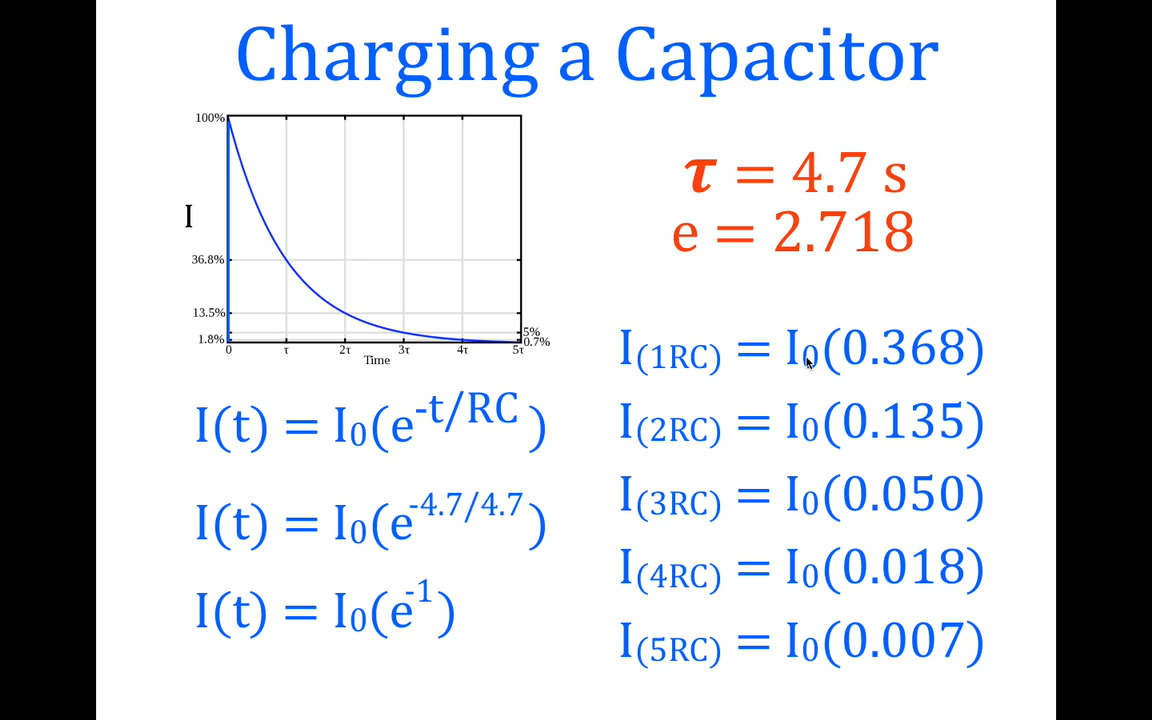 Charging a Capacitor
100%
I
36.8%
13.5%
1.8%
5%
0.7%
0 τ 2τ 3τ 4τ 5τ
Time
I(t) = I₀(e^-t/RC )
I(t) = I₀(e^-4.7/4.7)
I(t) = I₀(e^-1)
τ = 4.7 s
e = 2.718
I(1RC) = I₀(0.368)
I(2RC) = I₀(0.135)
I(3RC) = I₀(0.050)
I(4RC) = I₀(0.018)
I(5RC) = I₀(0.007)